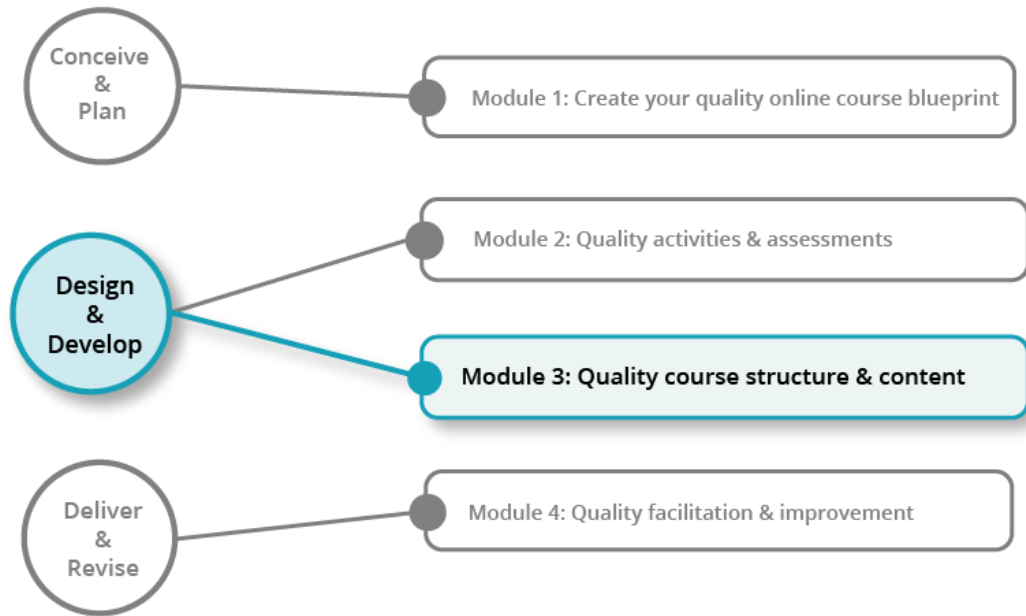 Conceive
&
Plan
Module 1: Create your quality online course blueprint
Module 2: Quality activities & assessments
Design
&
Develop
Module 3: Quality course structure & content
Deliver
&
Revise
Module 4: Quality facilitation & improvement